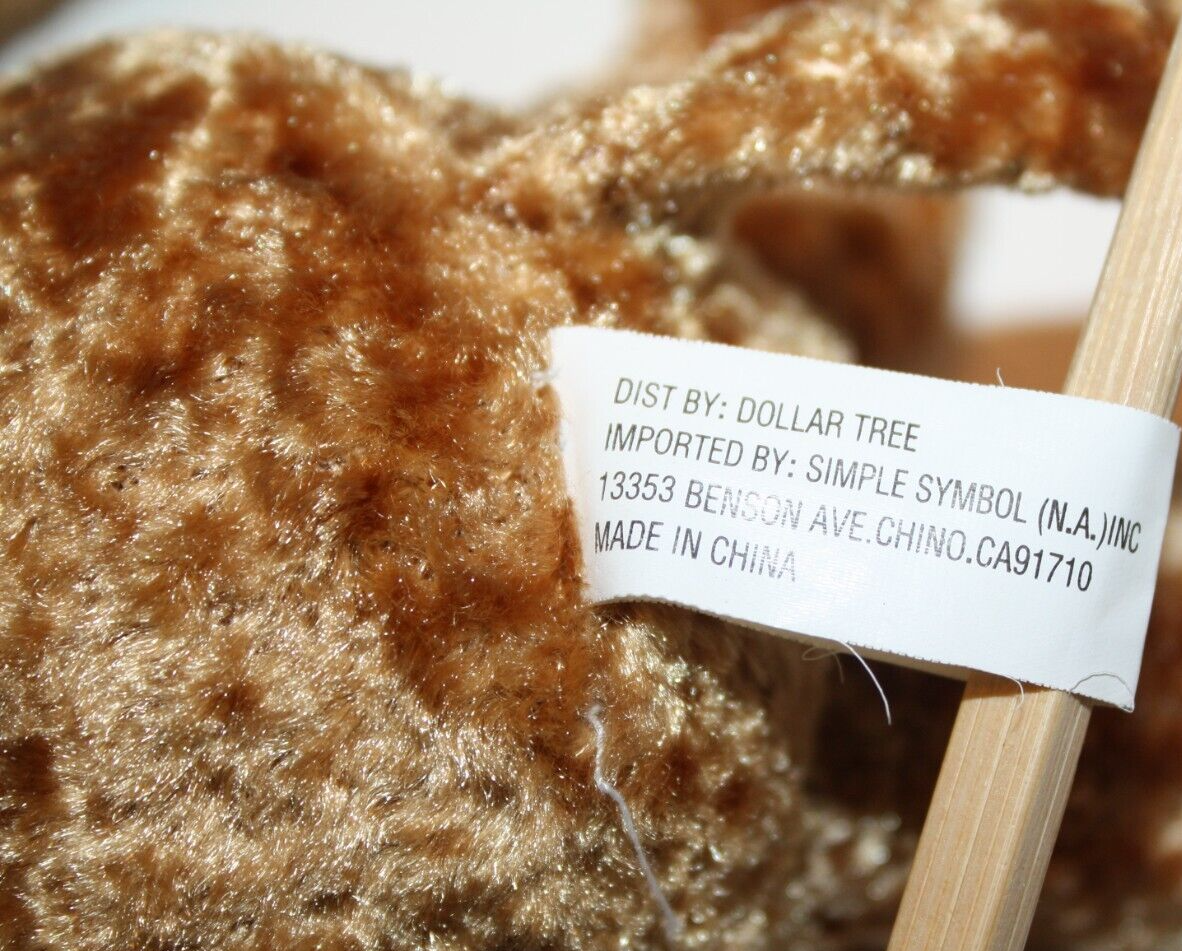 DIST BY: DOLLAR TREE
IMPORTED BY: SIMPLE SYMBOL (N.A.)INC
13353 BENSON AVE.CHINO.CA91710
MADE IN CHINA